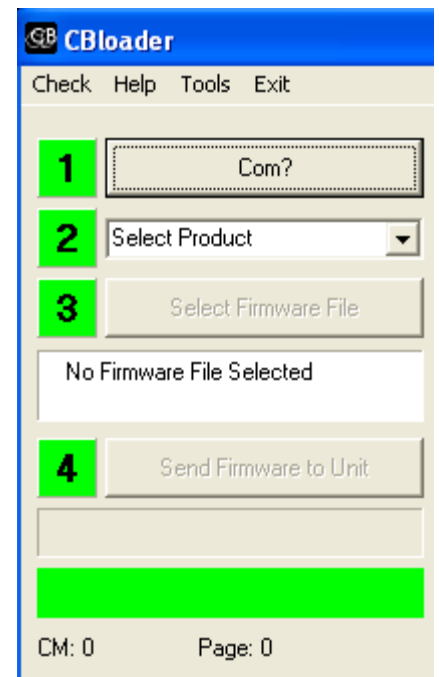 CB CBloader
Check Help Tools Exit
1 Com?
2 Select Product
3 Select Firmware File
No Firmware File Selected
4 Send Firmware to Unit
CM: 0 Page: 0